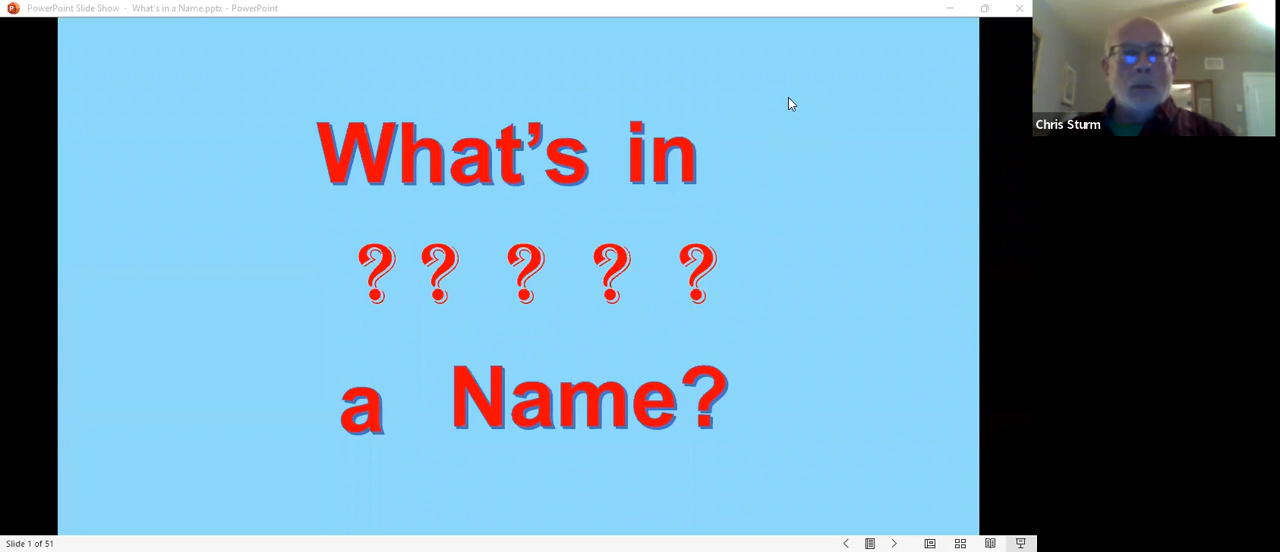 PowerPoint Slide Show - What's in a Name.pptx - PowerPoint
Chris Sturm
What's in
? ? ? ? ?
a Name?
Slide 1 of 51